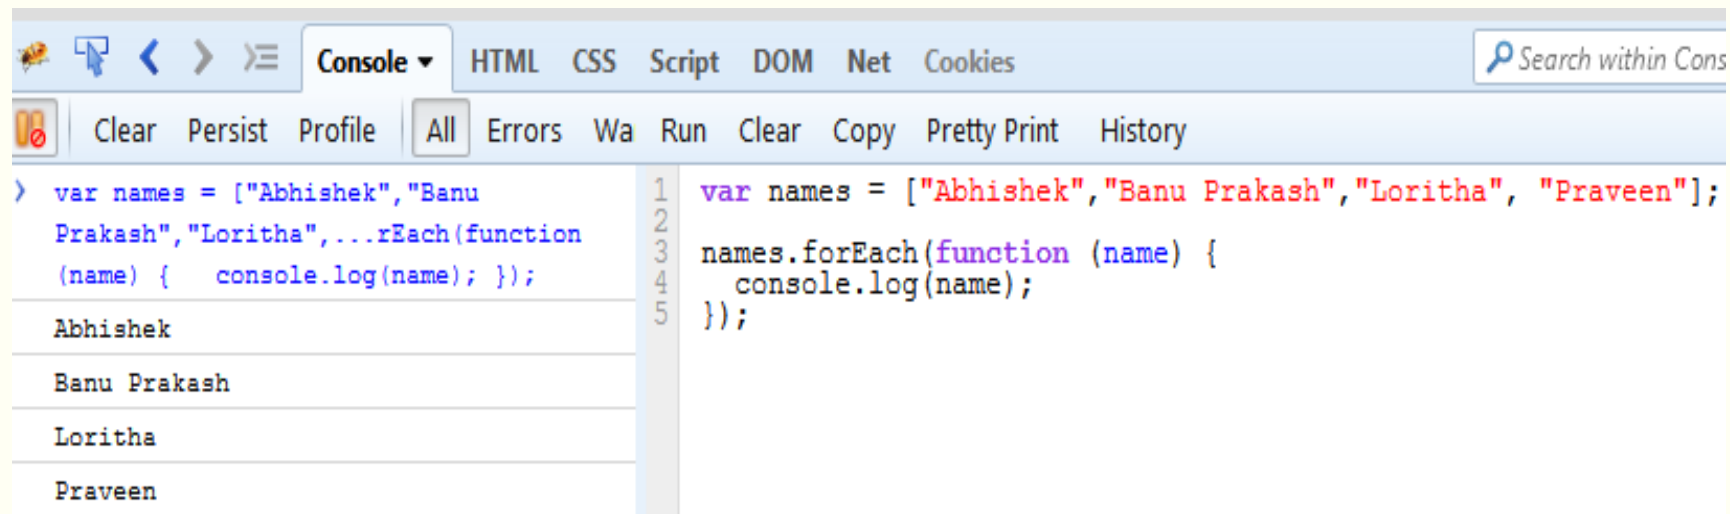 Console HTML CSS Script DOM Net Cookies Search within Cons
Clear Persist Profile All Errors Wa Run Clear Copy Pretty Print History
var names = ["Abhishek","Banu
Prakash","Loritha",...rEach(function
(name) {   console.log(name); });
Abhishek
Banu Prakash
Loritha
Praveen
1 var names = ["Abhishek","Banu Prakash","Loritha", "Praveen"];
2
3 names.forEach(function (name) {
4   console.log(name);
5 });